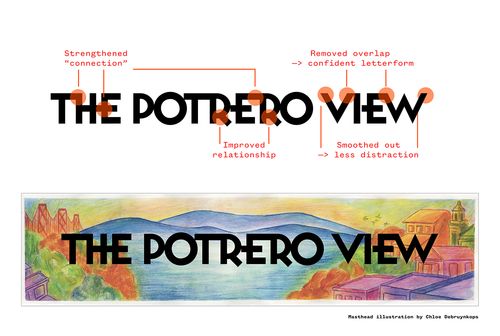 Strengthened
"connection"
Removed overlap
—> confident letterform
THE POTRERO VIEW
Improved
relationship
Smoothed out
—> less distraction
THE POTRERO VIEW
Masthead illustration by Chloe Debruynkops